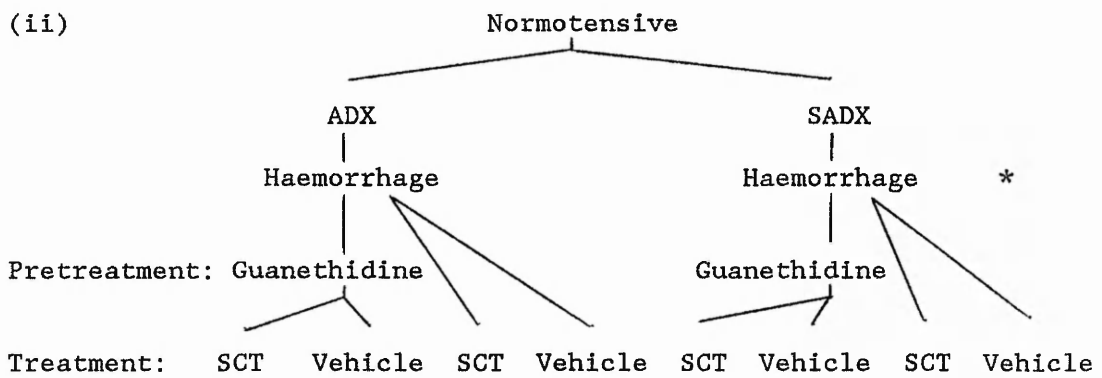 (ii) Normotensive
ADX SADX
Haemorrhage Haemorrhage *
Pretreatment: Guanethidine Guanethidine
Treatment: SCT Vehicle SCT Vehicle SCT Vehicle SCT Vehicle